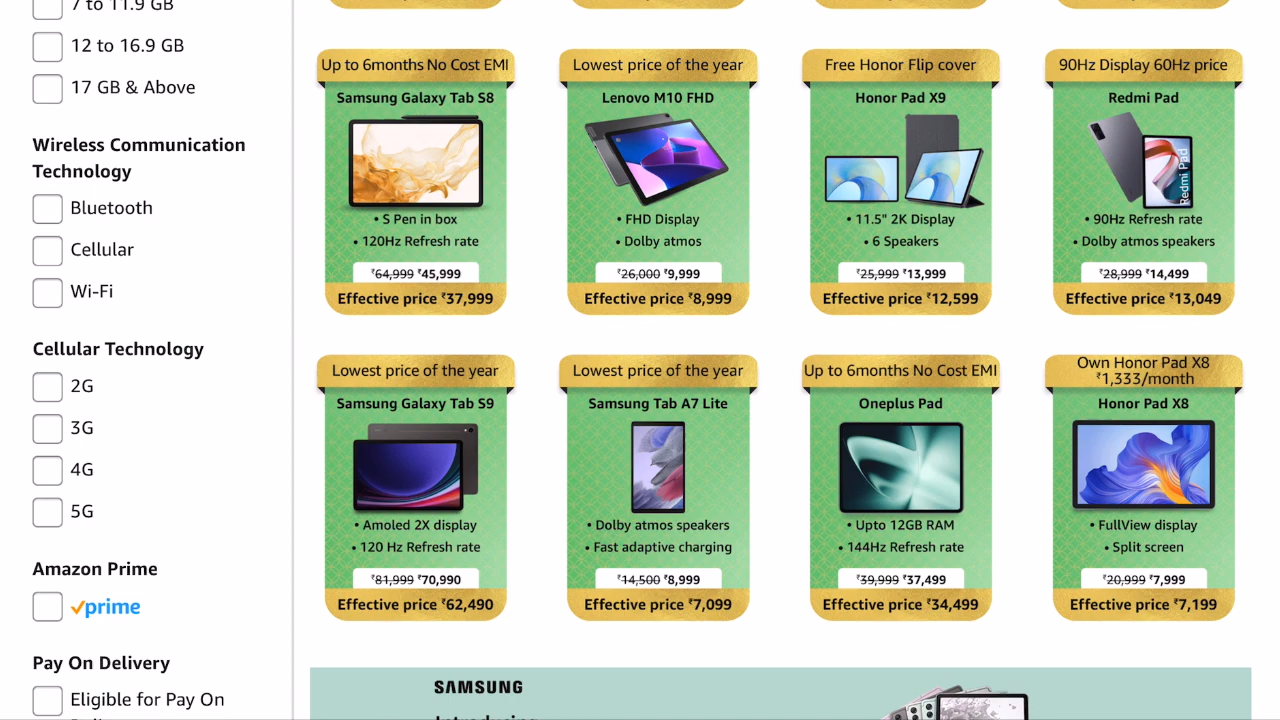 7 to 11.9 GB
12 to 16.9 GB
17 GB & Above
Wireless Communication
Technology
Bluetooth
Cellular
Wi-Fi
Cellular Technology
2G
3G
4G
5G
Amazon Prime
prime
Pay On Delivery
Eligible for Pay On
Up to 6months No Cost EMI
Samsung Galaxy Tab S8
• S Pen in box
• 120Hz Refresh rate
₹64,999 ₹45,999
Effective price ₹37,999
Lowest price of the year
Lenovo M10 FHD
• FHD Display
• Dolby atmos
₹26,000 ₹9,999
Effective price ₹8,999
Free Honor Flip cover
Honor Pad X9
• 11.5" 2K Display
• 6 Speakers
₹25,999 ₹13,999
Effective price ₹12,599
90Hz Display 60Hz price
Redmi Pad
Redmi Pad
• 90Hz Refresh rate
• Dolby atmos speakers
₹28,999 ₹14,499
Effective price ₹13,049
Lowest price of the year
Samsung Galaxy Tab S9
• Amoled 2X display
• 120 Hz Refresh rate
₹81,999 ₹70,990
Effective price ₹62,490
Lowest price of the year
Samsung Tab A7 Lite
• Dolby atmos speakers
• Fast adaptive charging
₹14,500 ₹8,999
Effective price ₹7,099
Up to 6months No Cost EMI
Oneplus Pad
• Upto 12GB RAM
• 144Hz Refresh rate
₹39,999 ₹37,499
Effective price ₹34,499
Own Honor Pad X8
₹1,333/month
Honor Pad X8
• FullView display
• Split screen
₹20,999 ₹7,999
Effective price ₹7,199
SAMSUNG
Introducing